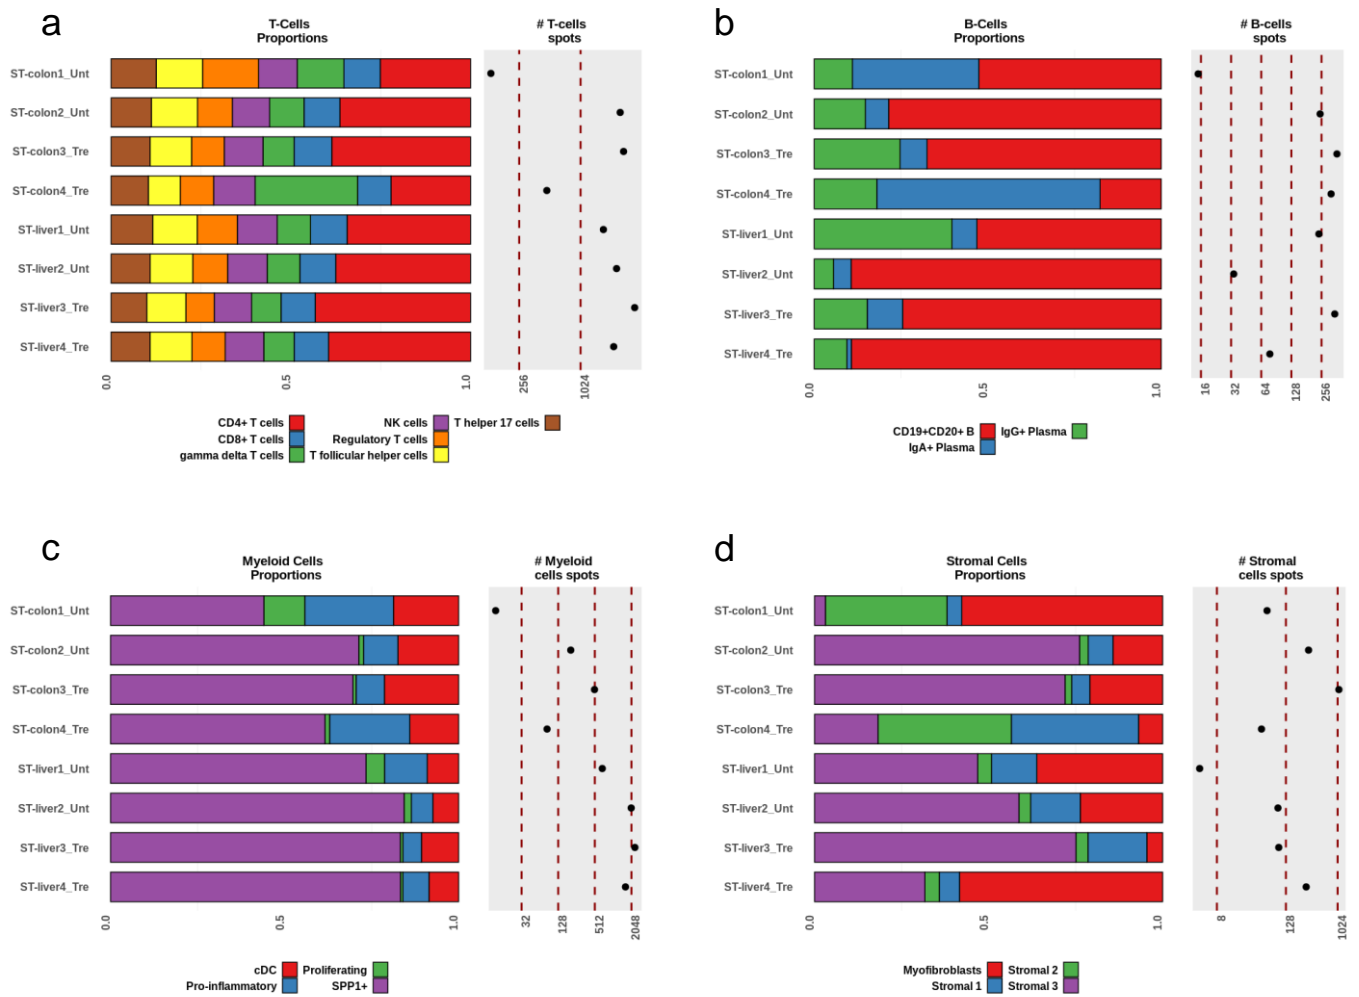 a
T-Cells
Proportions
# T-cells
spots
ST-colon1_Unt
ST-colon2_Unt
ST-colon3_Tre
ST-colon4_Tre
ST-liver1_Unt
ST-liver2_Unt
ST-liver3_Tre
ST-liver4_Tre
0.0
0.5
1.0
256
1024
CD4+ T cells
CD8+ T cells
gamma delta T cells
NK cells
Regulatory T cells
T follicular helper cells
T helper 17 cells
b
B-Cells
Proportions
# B-cells
spots
ST-colon1_Unt
ST-colon2_Unt
ST-colon3_Tre
ST-colon4_Tre
ST-liver1_Unt
ST-liver2_Unt
ST-liver3_Tre
ST-liver4_Tre
0.0
0.5
1.0
16
32
64
128
256
CD19+CD20+ B
IgA+ Plasma
IgG+ Plasma
c
Myeloid Cells
Proportions
# Myeloid
cells spots
ST-colon1_Unt
ST-colon2_Unt
ST-colon3_Tre
ST-colon4_Tre
ST-liver1_Unt
ST-liver2_Unt
ST-liver3_Tre
ST-liver4_Tre
0.0
0.5
1.0
32
128
512
2048
cDC
Pro-inflammatory
Proliferating
SPP1+
d
Stromal Cells
Proportions
# Stromal
cells spots
ST-colon1_Unt
ST-colon2_Unt
ST-colon3_Tre
ST-colon4_Tre
ST-liver1_Unt
ST-liver2_Unt
ST-liver3_Tre
ST-liver4_Tre
0.0
0.5
1.0
8
128
1024
Myofibroblasts
Stromal 1
Stromal 2
Stromal 3